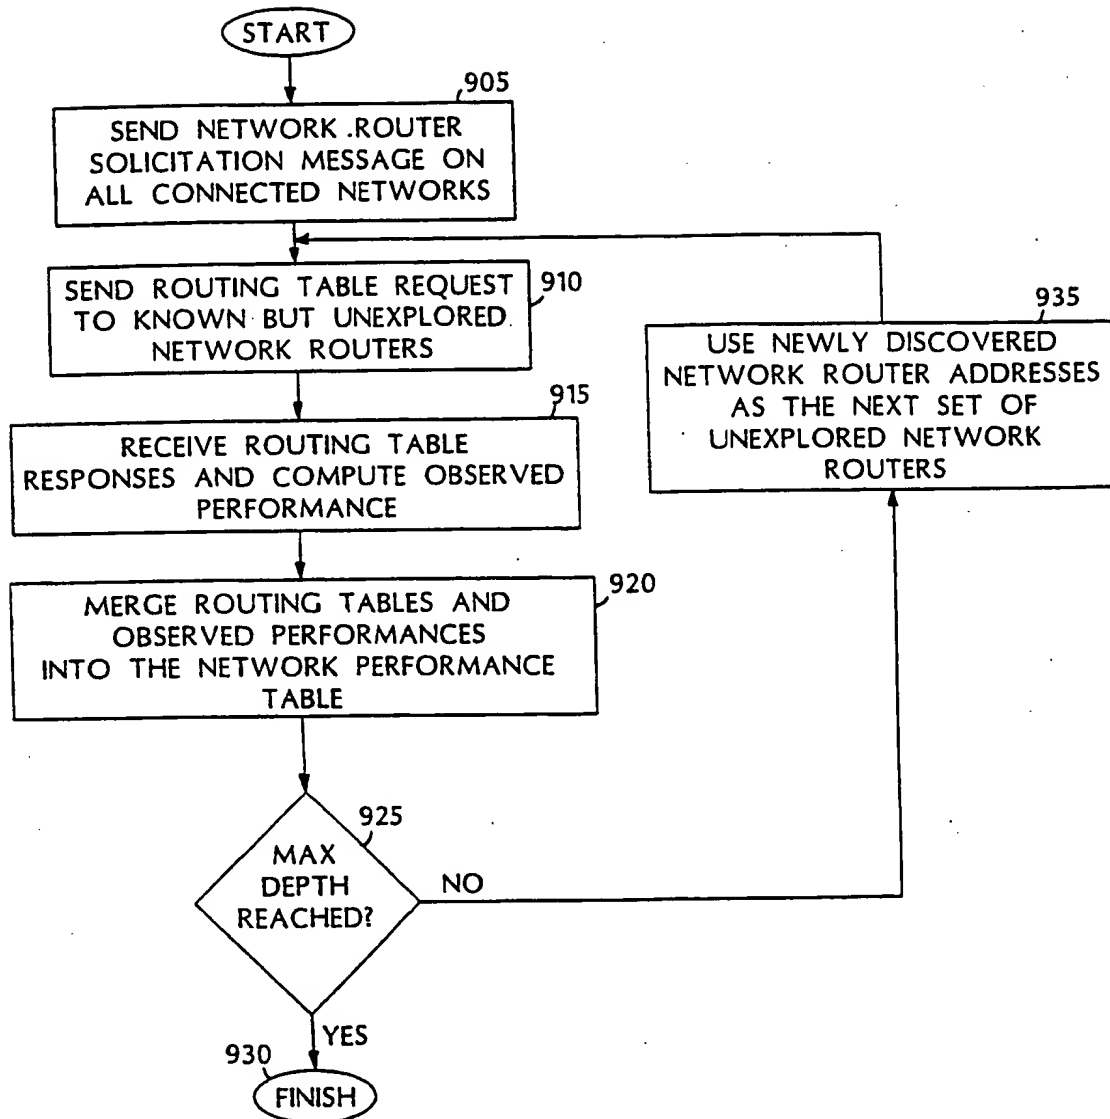 START
905
SEND NETWORK .ROUTER
SOLICITATION MESSAGE ON
ALL CONNECTED NETWORKS
SEND ROUTING TABLE REQUEST
TO KNOWN BUT UNEXPLORED
NETWORK ROUTERS
910
935
USE NEWLY DISCOVERED
NETWORK ROUTER ADDRESSES
AS THE NEXT SET OF
UNEXPLORED NETWORK
ROUTERS
915
RECEIVE ROUTING TABLE
RESPONSES AND COMPUTE OBSERVED
PERFORMANCE
920
MERGE ROUTING TABLES AND
OBSERVED PERFORMANCES
INTO THE NETWORK PERFORMANCE
TABLE
925
MAX
DEPTH
REACHED?
NO
YES
930
FINISH